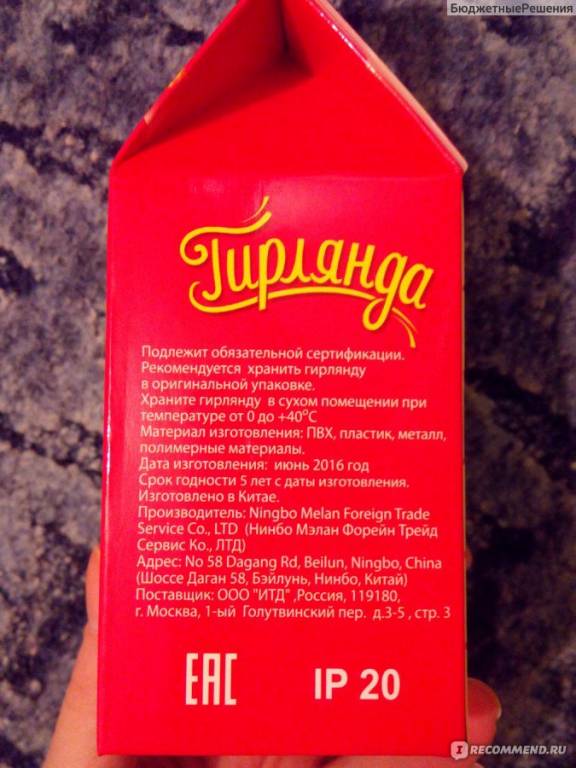 БюджетныеРешения
Гирлянда
Подлежит обязательной сертификации.
Рекомендуется хранить гирлянду
в оригинальной упаковке.
Храните гирлянду в сухом помещении при
температуре от 0 до +40°С
Материал изготовления: ПВХ, пластик, металл,
полимерные материалы.
Дата изготовления: июнь 2016 год
Срок годности 5 лет с даты изготовления.
Изготовлено в Китае.
Производитель: Ningbo Melan Foreign Trade
Service Co., LTD (Нинбо Мэлан Форейн Трейд
Сервис Ко., ЛТД)
Адрес: No 58 Dagang Rd, Beilun, Ningbo, China
(Шоссе Даган 58, Бэйлунь, Нинбо, Китай)
Поставщик: ООО "ИТД" ,Россия, 119180,
г. Москва, 1-ый Голутвинский пер. д.3-5 , стр. 3
ЕАС IP 20
I RECOMMEND.RU